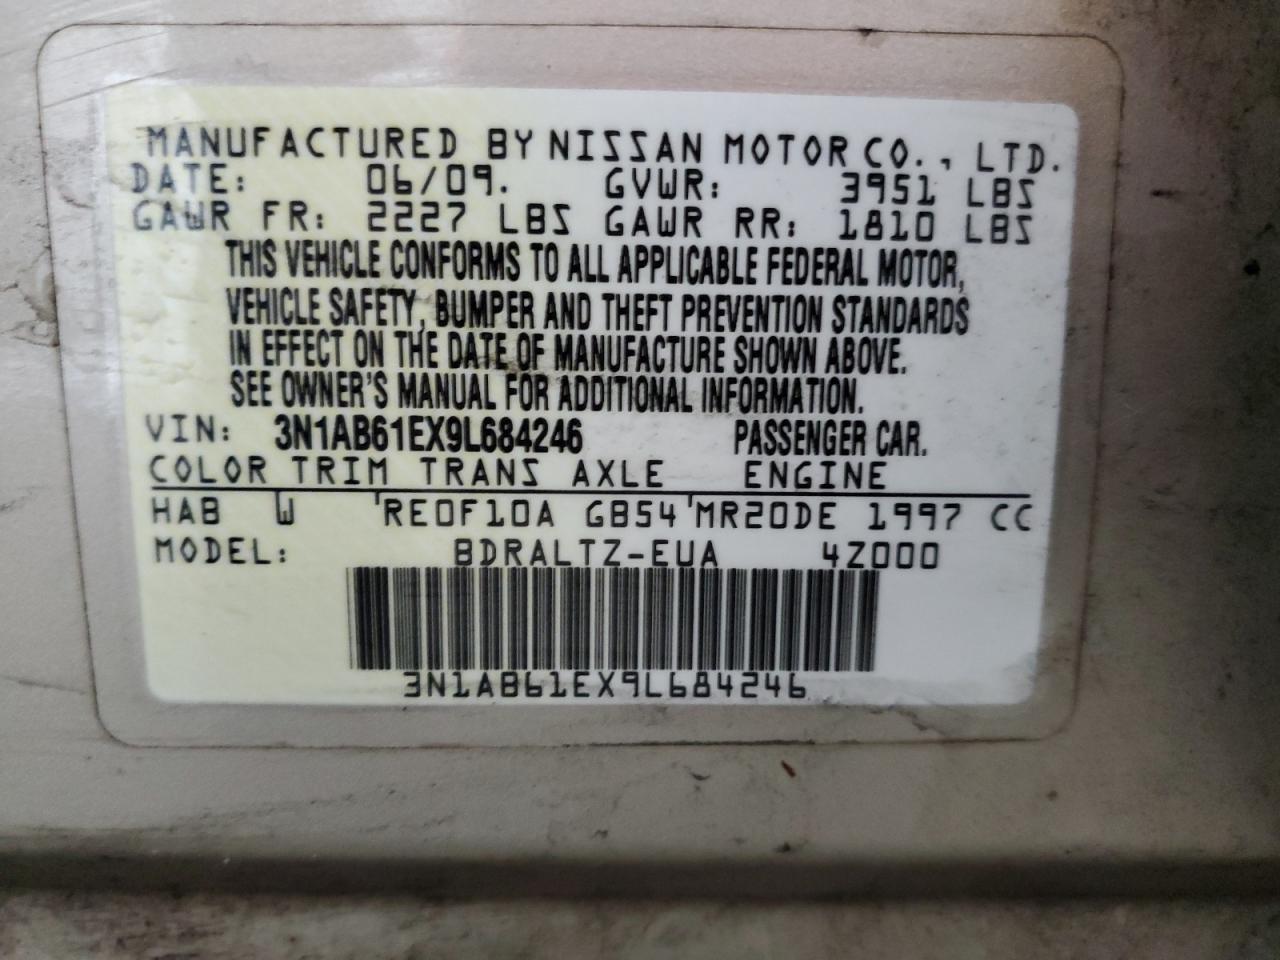 MANUFACTURED BY NISSAN MOTOR CO., LTD.
DATE: 06/09. GVWR: 3951 LBS
GAWR FR: 2227 LBS GAWR RR: 1810 LBS
THIS VEHICLE CONFORMS TO ALL APPLICABLE FEDERAL MOTOR,
VEHICLE SAFETY, BUMPER AND THEFT PREVENTION STANDARDS
IN EFFECT ON THE DATE OF MANUFACTURE SHOWN ABOVE.
SEE OWNER'S MANUAL FOR ADDITIONAL INFORMATION.
VIN: 3N1AB61EX9L684246 PASSENGER CAR.
COLOR TRIM TRANS AXLE ENGINE
HAB W 'RE0F10A GB54'MR20DE 1997 CC
MODEL: BDRALTZ-EUA 4Z000
3N1AB61EX9L684246